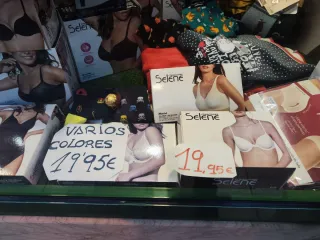 Selene
Selene
Selene
VARIOS
COLORES
19'95€
19,95€
Selene